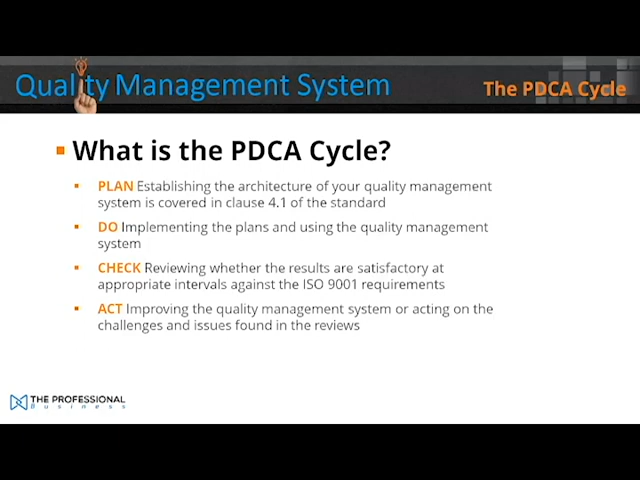 Quality Management System
The PDCA Cycle
What is the PDCA Cycle?
PLAN Establishing the architecture of your quality management
system is covered in clause 4.1 of the standard
DO Implementing the plans and using the quality management
system
CHECK Reviewing whether the results are satisfactory at
appropriate intervals against the ISO 9001 requirements
ACT Improving the quality management system or acting on the
challenges and issues found in the reviews
THE PROFESSIONAL
Business